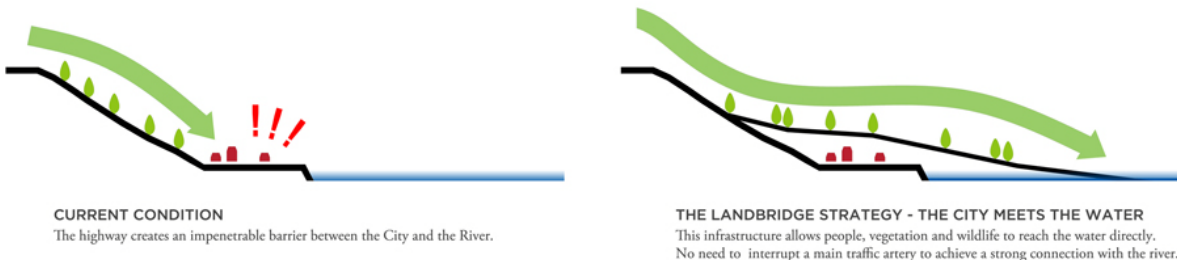 CURRENT CONDITION
The highway creates an impenetrable barrier between the City and the River.
THE LANDBRIDGE STRATEGY - THE CITY MEETS THE WATER
This infrastructure allows people, vegetation and wildlife to reach the water directly.
No need to interrupt a main traffic artery to achieve a strong connection with the river.